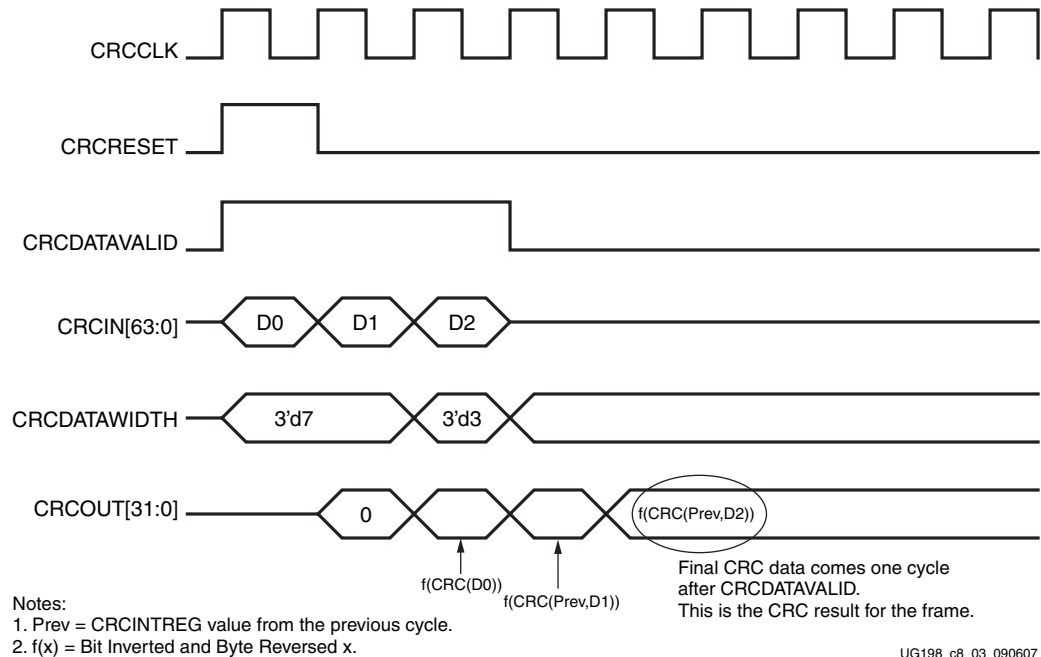 CRCCLK
CRCRESET
CRCDATAVALID
CRCIN[63:0]
D0
D1
D2
CRCDATAWIDTH
3'd7
3'd3
CRCOUT[31:0]
0
f(CRC(Prev,D2))
f(CRC(D0))
f(CRC(Prev,D1))
Final CRC data comes one cycle
after CRCDATAVALID.
This is the CRC result for the frame.
Notes:
1. Prev = CRCINTREG value from the previous cycle.
2. f(x) = Bit Inverted and Byte Reversed x.
UG198_c8_03_090607